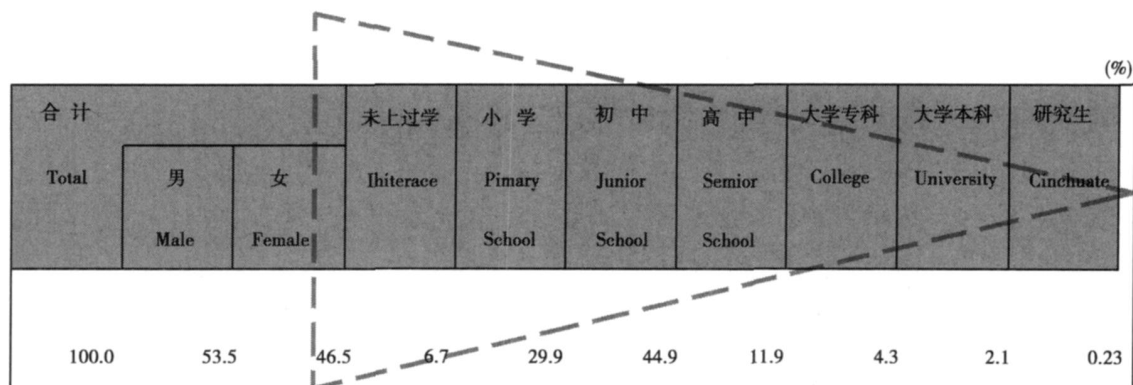 (%)
合计 未上过学 小学 初中 高中 大学专科 大学本科 研究生
Total 男 女 Ihiterace Pimary Junior Semior College University Cinchuate
Male Female School School School
100.0 53.5 46.5 6.7 29.9 44.9 11.9 4.3 2.1 0.23